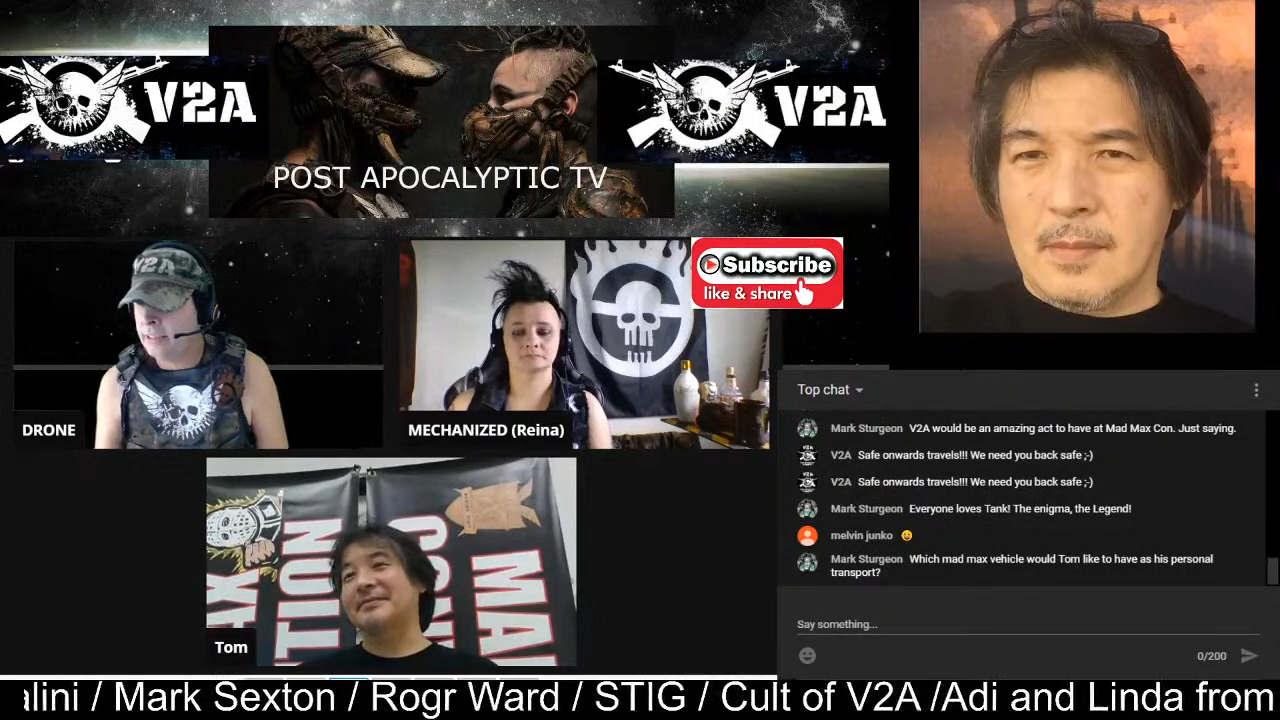 V2A
V2A
POST APOCALYPTIC TV
Subscribe
like & share
V2A
DRONE
MECHANIZED (Reina)
Top chat
Mark Sturgeon V2A would be an amazing act to have at Mad Max Con. Just saying.
V2A Safe onwards travels!!! We need you back safe ;-)
V2A Safe onwards travels!!! We need you back safe ;-)
Mark Sturgeon Everyone loves Tank! The enigma, the Legend!
melvin junko
Mark Sturgeon Which mad max vehicle would Tom like to have as his personal
transport?
Say something...
0/200
Tom
lini / Mark Sexton / Rogr Ward / STIG / Cult of V2A /Adi and Linda from